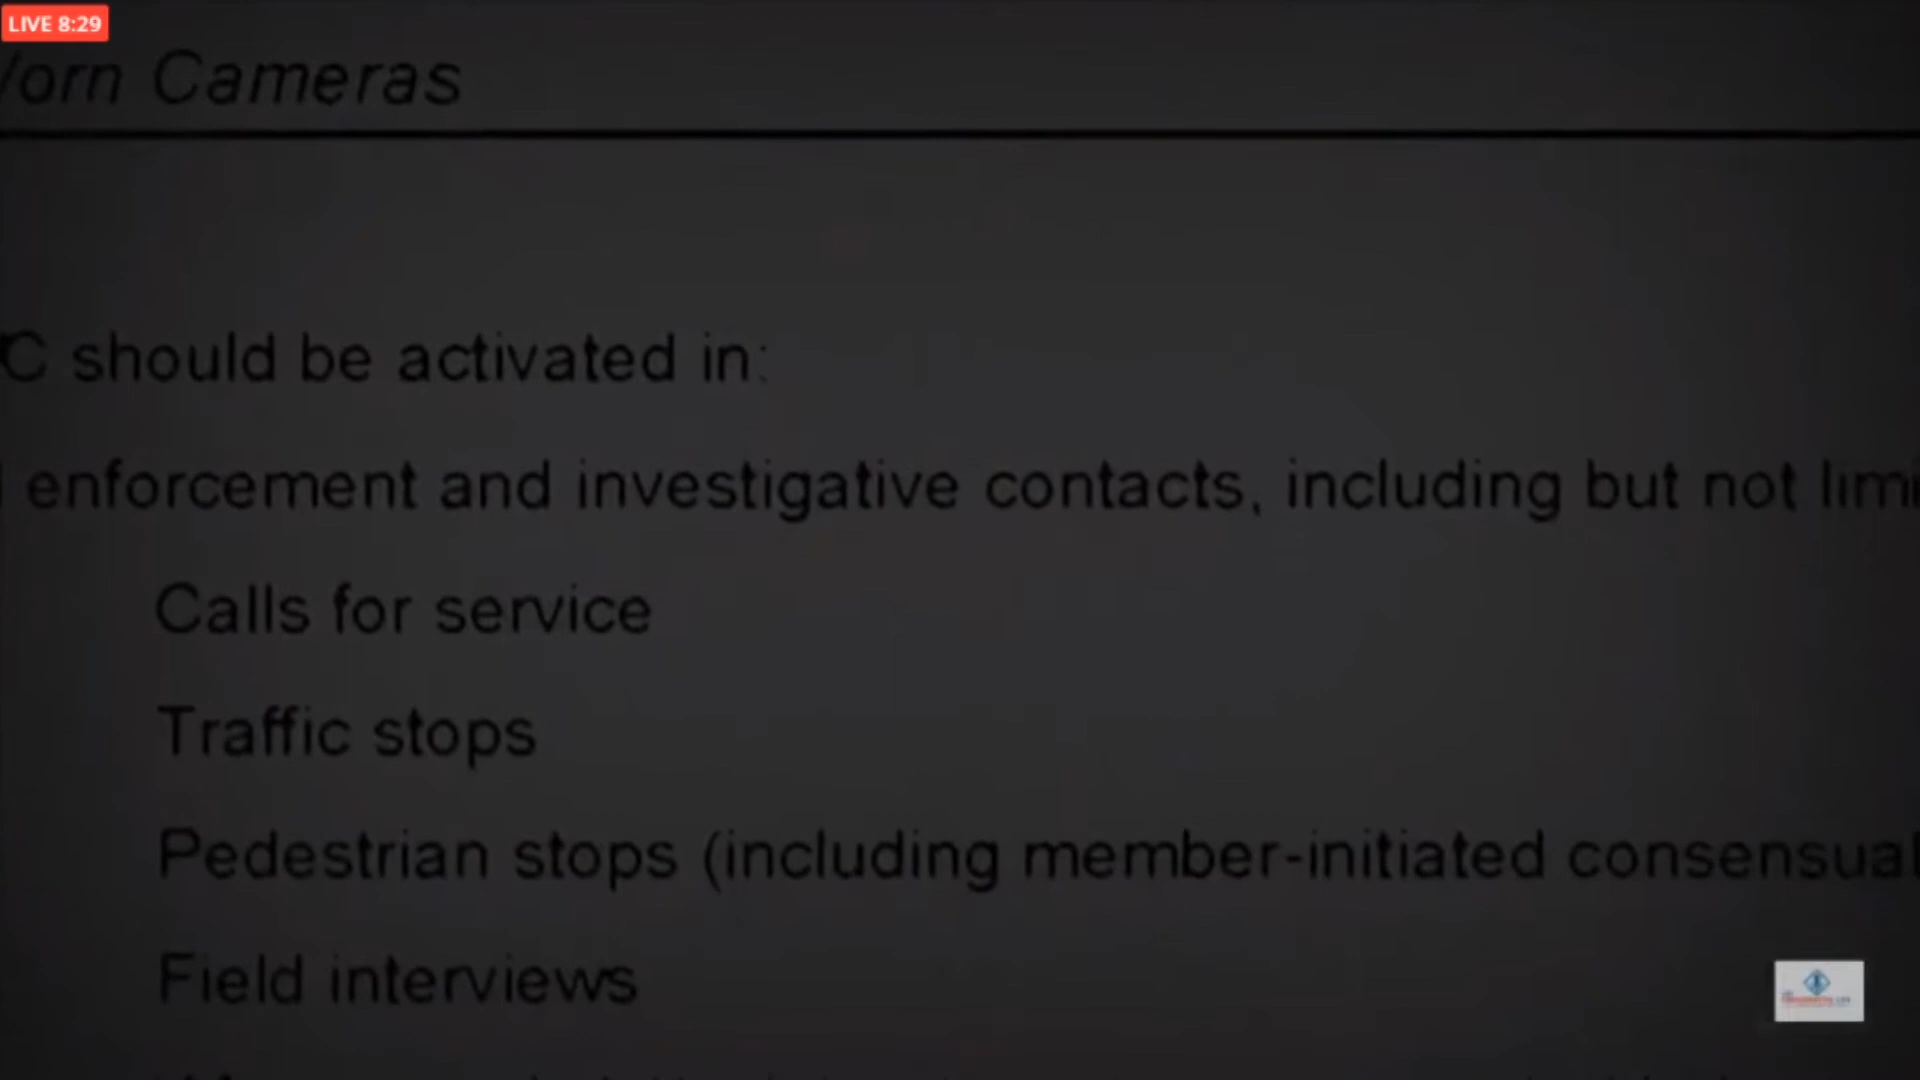 LIVE 8:29
orn Cameras
C should be activated in:
enforcement and investigative contacts, including but not limi
Calls for service
Traffic stops
Pedestrian stops (including member-initiated consensual
Field interviews